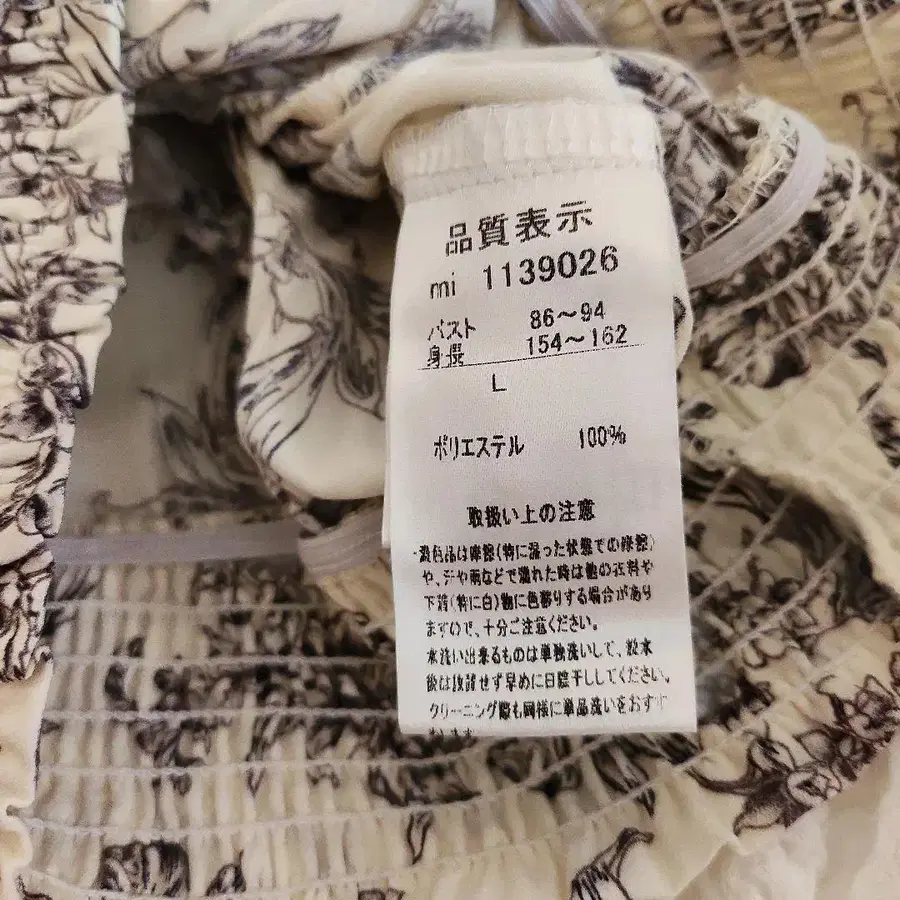 品質表示
mi 1139026
バスト 86～94
身長 154～162
L
ポリエステル 100%
取扱い上の注意
・濃色品は摩擦(特に湿った状態での摩擦)
や、汗や雨などで濡れた時は他の衣料や
下着(特に白)物に色移りする場合があり
ますので、十分ご注意ください。
水洗い出来るものは単独洗いして、脱水
後は放置せず早めに日陰干ししてください。
クリーニング際も同様に単品洗いをおすす